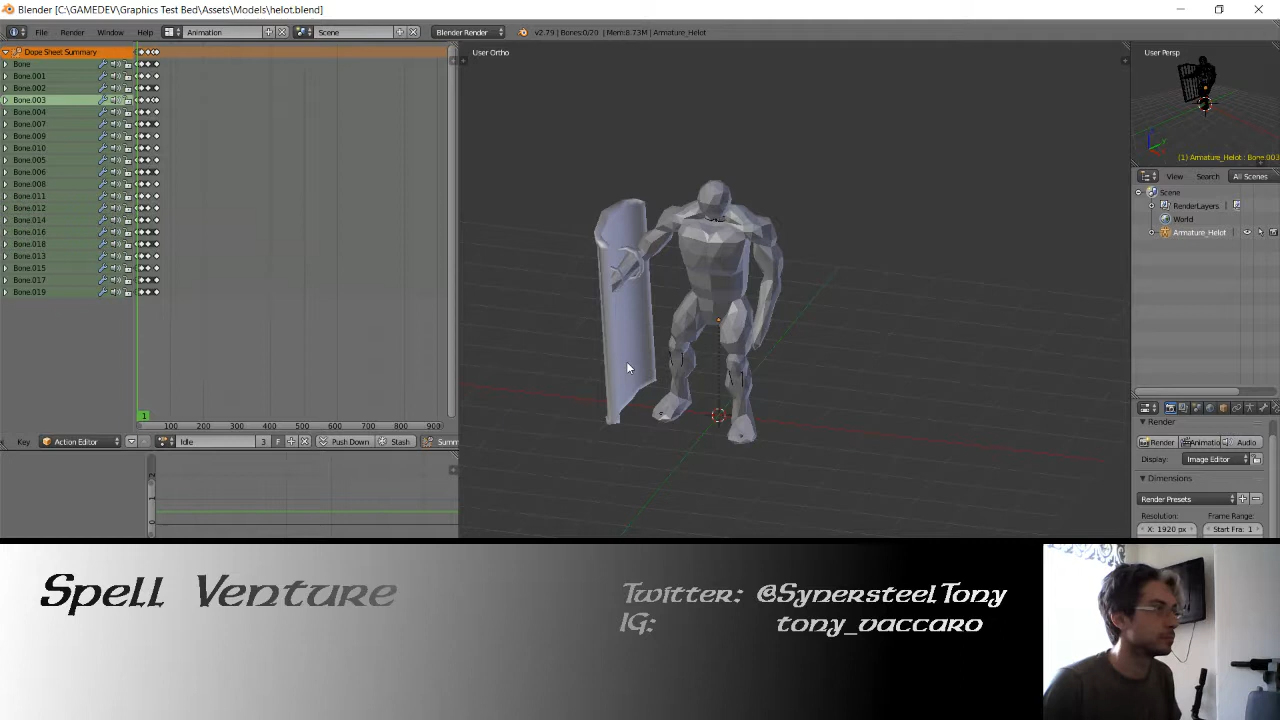 Blender [C:\GAMEDEV\Graphics Test Bed\Assets\Models\helot.blend]
File Render Window Help Animation Scene Blender Render v2.79 | Bones:0/20 | Mem:8.73M | Armature_Helot
Dope Sheet Summary
Bone
Bone.001
Bone.002
Bone.003
Bone.004
Bone.007
Bone.009
Bone.010
Bone.005
Bone.006
Bone.008
Bone.011
Bone.012
Bone.014
Bone.016
Bone.018
Bone.013
Bone.015
Bone.017
Bone.019
1
100 200 300 400 500 600 700 800 900
Key Action Editor Idle 3 F Push Down Stash Summ
User Ortho
User Persp
(1) Armature_Helot : Bone.003
View Search All Scenes
Scene
RenderLayers
World
Armature_Helot
Render
Render Animatio Audio
Display: Image Editor
Dimensions
Render Presets
Resolution: Frame Range:
X: 1920 px Start Fra: 1
Spell Venture
Twitter: @SynersteelTony
IG: tony_vaccaro